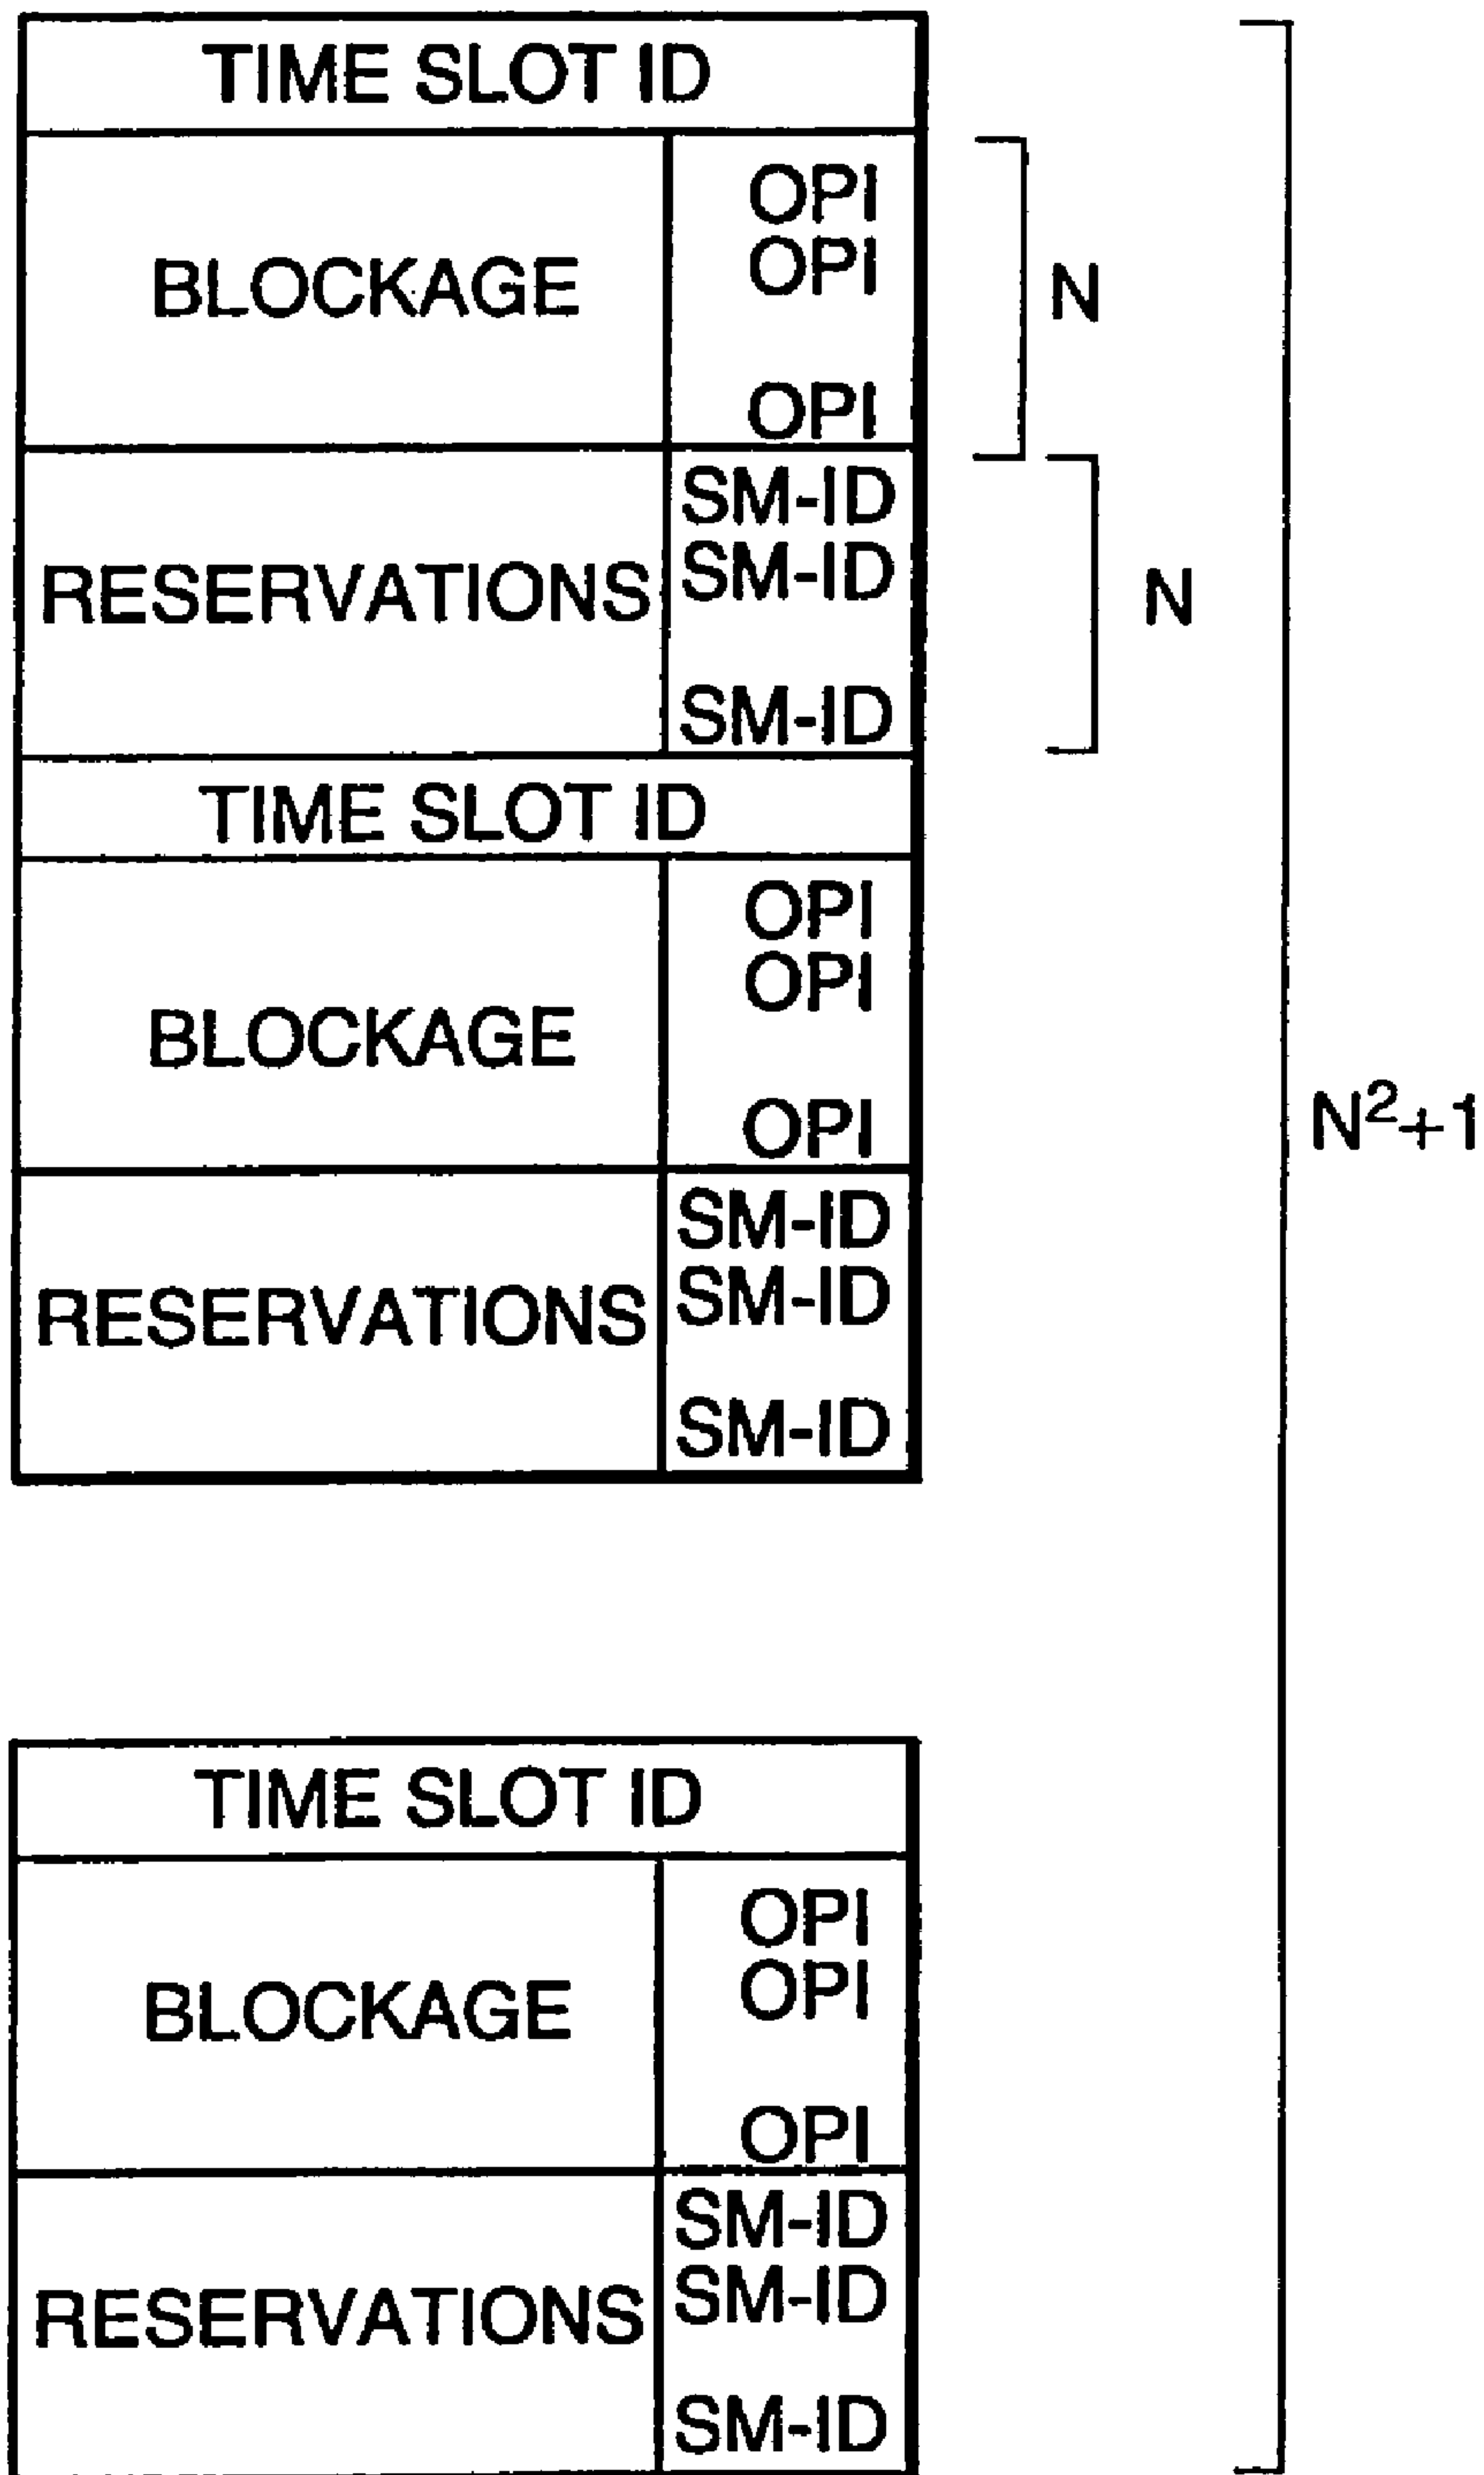 TIME SLOT ID
OPI
OPI
BLOCKAGE
N
OPI
SM-ID
SM-ID
RESERVATIONS
N
SM-ID
TIME SLOT ID
OPI
OPI
BLOCKAGE
OPI
N²+1
SM-ID
SM-ID
RESERVATIONS
SM-ID
TIME SLOT ID
OPI
OPI
BLOCKAGE
OPI
SM-ID
SM-ID
RESERVATIONS
SM-ID